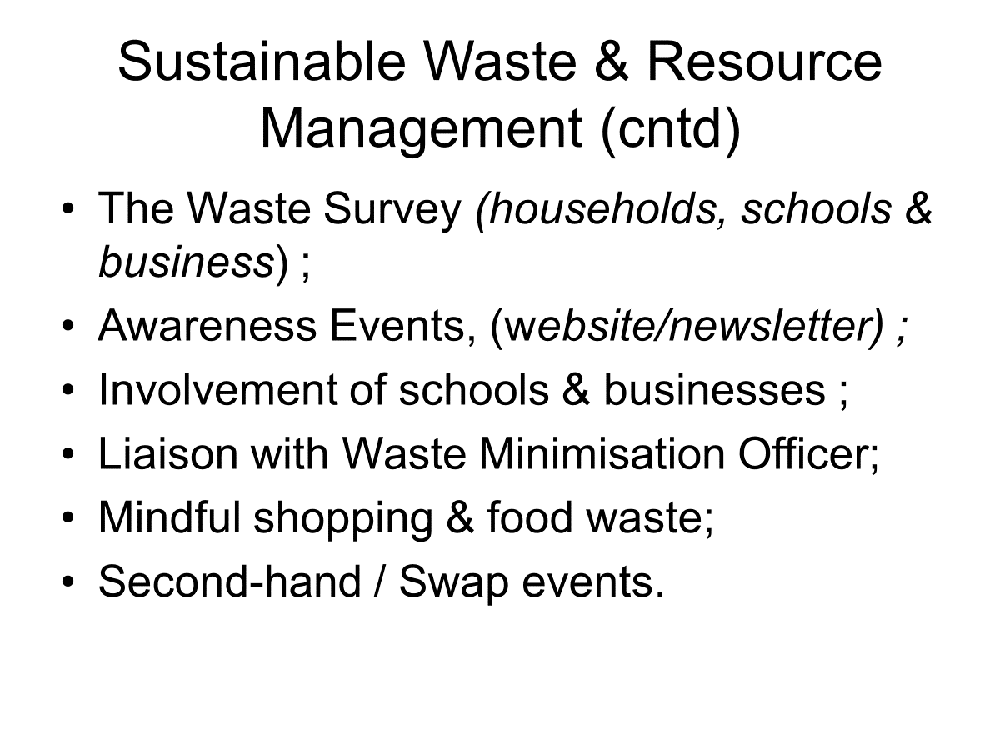 Sustainable Waste & Resource
Management (cntd)
• The Waste Survey (households, schools &
business) ;
• Awareness Events, (website/newsletter) ;
• Involvement of schools & businesses ;
• Liaison with Waste Minimisation Officer;
• Mindful shopping & food waste;
• Second-hand / Swap events.